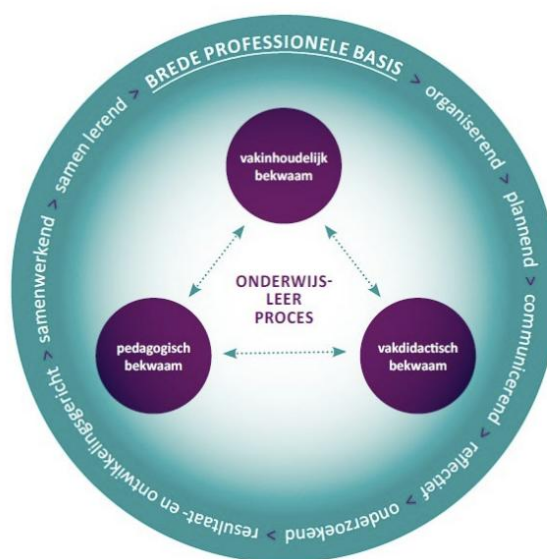 BREDE PROFESSIONELE BASIS > organiserend > plannend > communicerend > reflectief > onderzoekend > resultaat- en ontwikkelingsgericht > samenwerkend > samen lerend >
vakinhoudelijk
bekwaam
ONDERWIJS-
LEER
PROCES
pedagogisch
bekwaam
vakdidactisch
bekwaam